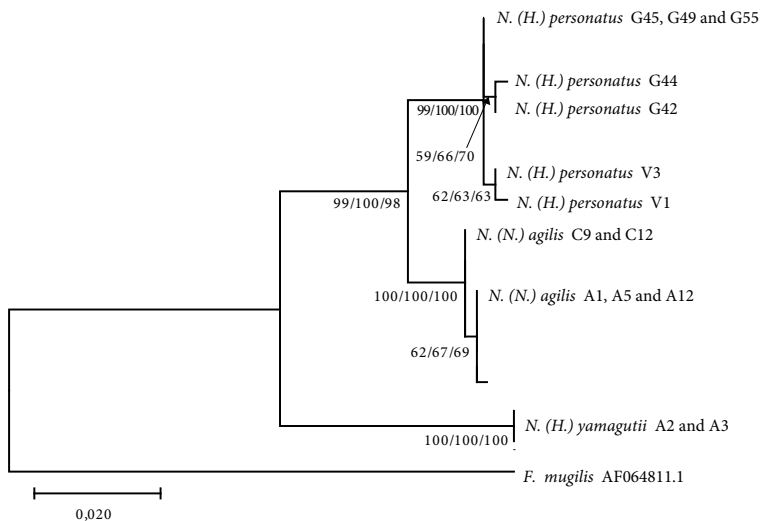 N. (H.) personatus G45, G49 and G55
N. (H.) personatus G44
99/100/100
N. (H.) personatus G42
59/66/70
N. (H.) personatus V3
62/63/63
99/100/98
N. (H.) personatus V1
N. (N.) agilis C9 and C12
100/100/100
N. (N.) agilis A1, A5 and A12
62/67/69
N. (H.) yamagutii A2 and A3
100/100/100
F. mugilis AF064811.1
0,020